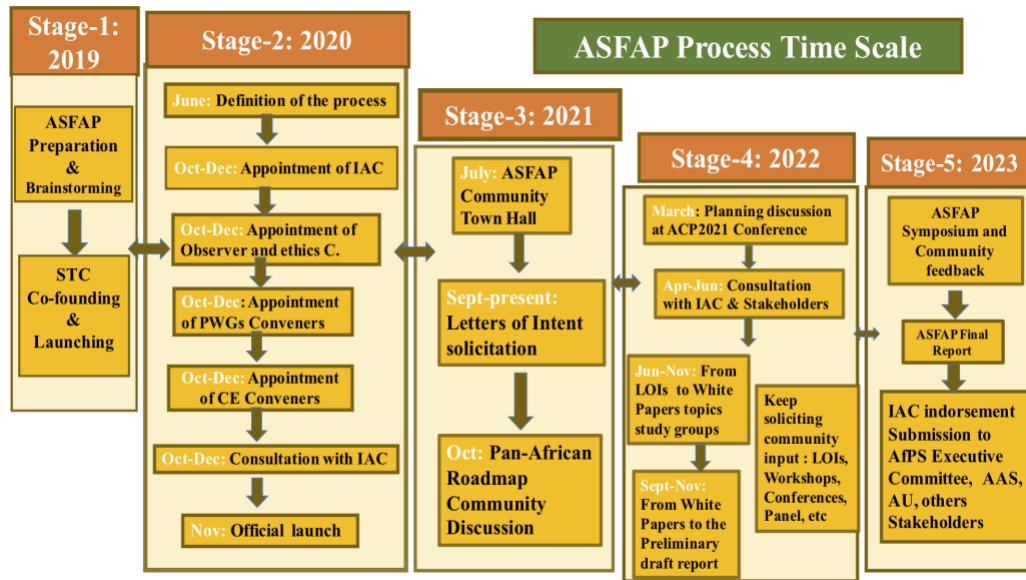 Stage-1:
2019
ASFAP
Preparation
&
Brainstorming
STC
Co-founding
&
Launching
Stage-2: 2020
June: Definition of the process
Oct-Dec: Appointment of IAC
Oct-Dec: Appointment of
Observer and ethics C.
Oct-Dec: Appointment
of PWGs Conveners
Oct-Dec: Appointment
of CE Conveners
Oct-Dec: Consultation with IAC
Nov: Official launch
ASFAP Process Time Scale
Stage-3: 2021
July: ASFAP
Community
Town Hall
Sept-present:
Letters of Intent
solicitation
Oct: Pan-African
Roadmap
Community
Discussion
Stage-4: 2022
March: Planning discussion
at ACP2021 Conference
Apr-Jun: Consultation
with IAC & Stakeholders
Jun-Nov: From
LOIs to White
Papers topics
study groups
Sept-Nov:
From White
Papers to the
Preliminary
draft report
Keep
soliciting
community
input : LOIs,
Workshops,
Conferences,
Panel, etc
Stage-5: 2023
ASFAP
Symposium and
Community
feedback
ASFAP Final
Report
IAC indorsement
Submission to
AfPS Executive
Committee, AAS,
AU, others
Stakeholders